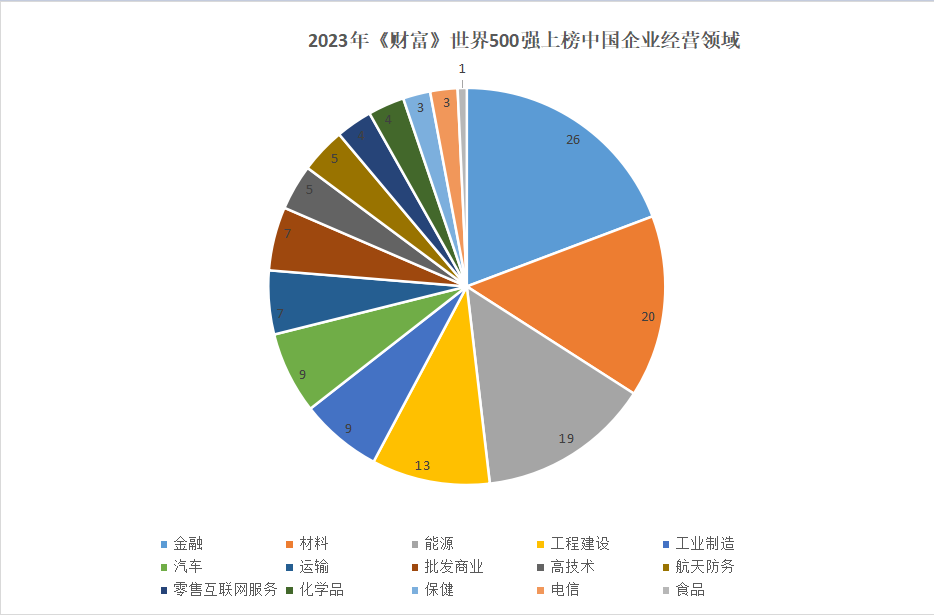 2023年《财富》世界500强上榜中国企业经营领域
1
3
3
4
26
5
5
7
20
7
9
9
19
13
金融
材料
能源
工程建设
工业制造
汽车
运输
批发商业
高技术
航天防务
零售互联网服务
化学品
保健
电信
食品